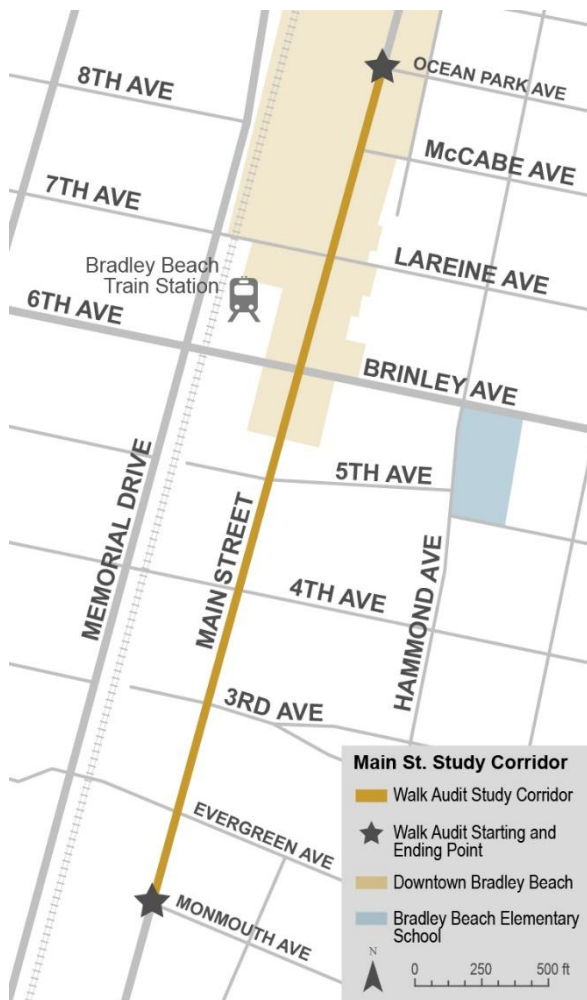 OCEAN PARK AVE
8TH AVE
McCABE AVE
7TH AVE
LAREINE AVE
Bradley Beach
Train Station
6TH AVE
BRINLEY AVE
5TH AVE
MEMORIAL DRIVE
MAIN STREET
HAMMOND AVE
4TH AVE
3RD AVE
EVERGREEN AVE
MONMOUTH AVE
Main St. Study Corridor
Walk Audit Study Corridor
Walk Audit Starting and
Ending Point
Downtown Bradley Beach
Bradley Beach Elementary
School
N
0 250 500 ft